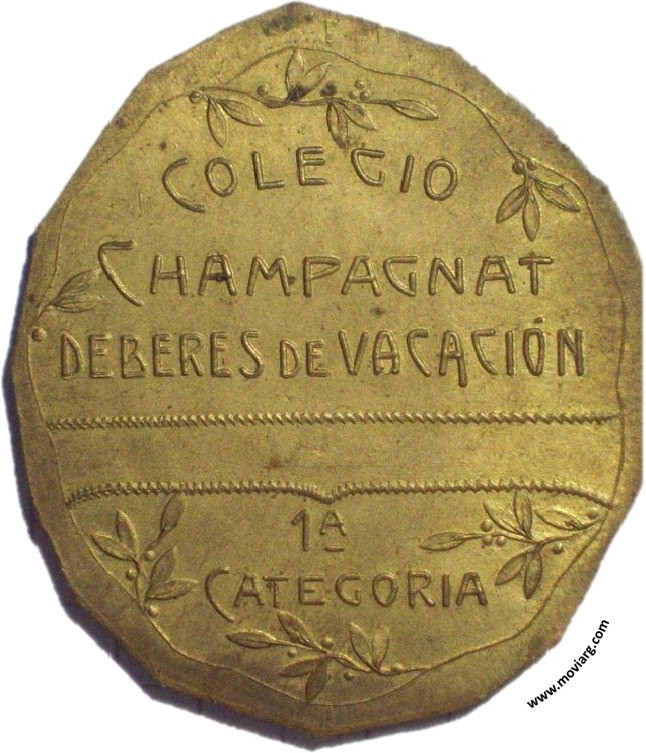 COLEGIO
CHAMPAGNAT
DEBERES DE VACACIÓN
1A
CATEGORIA
www.moviarg.com